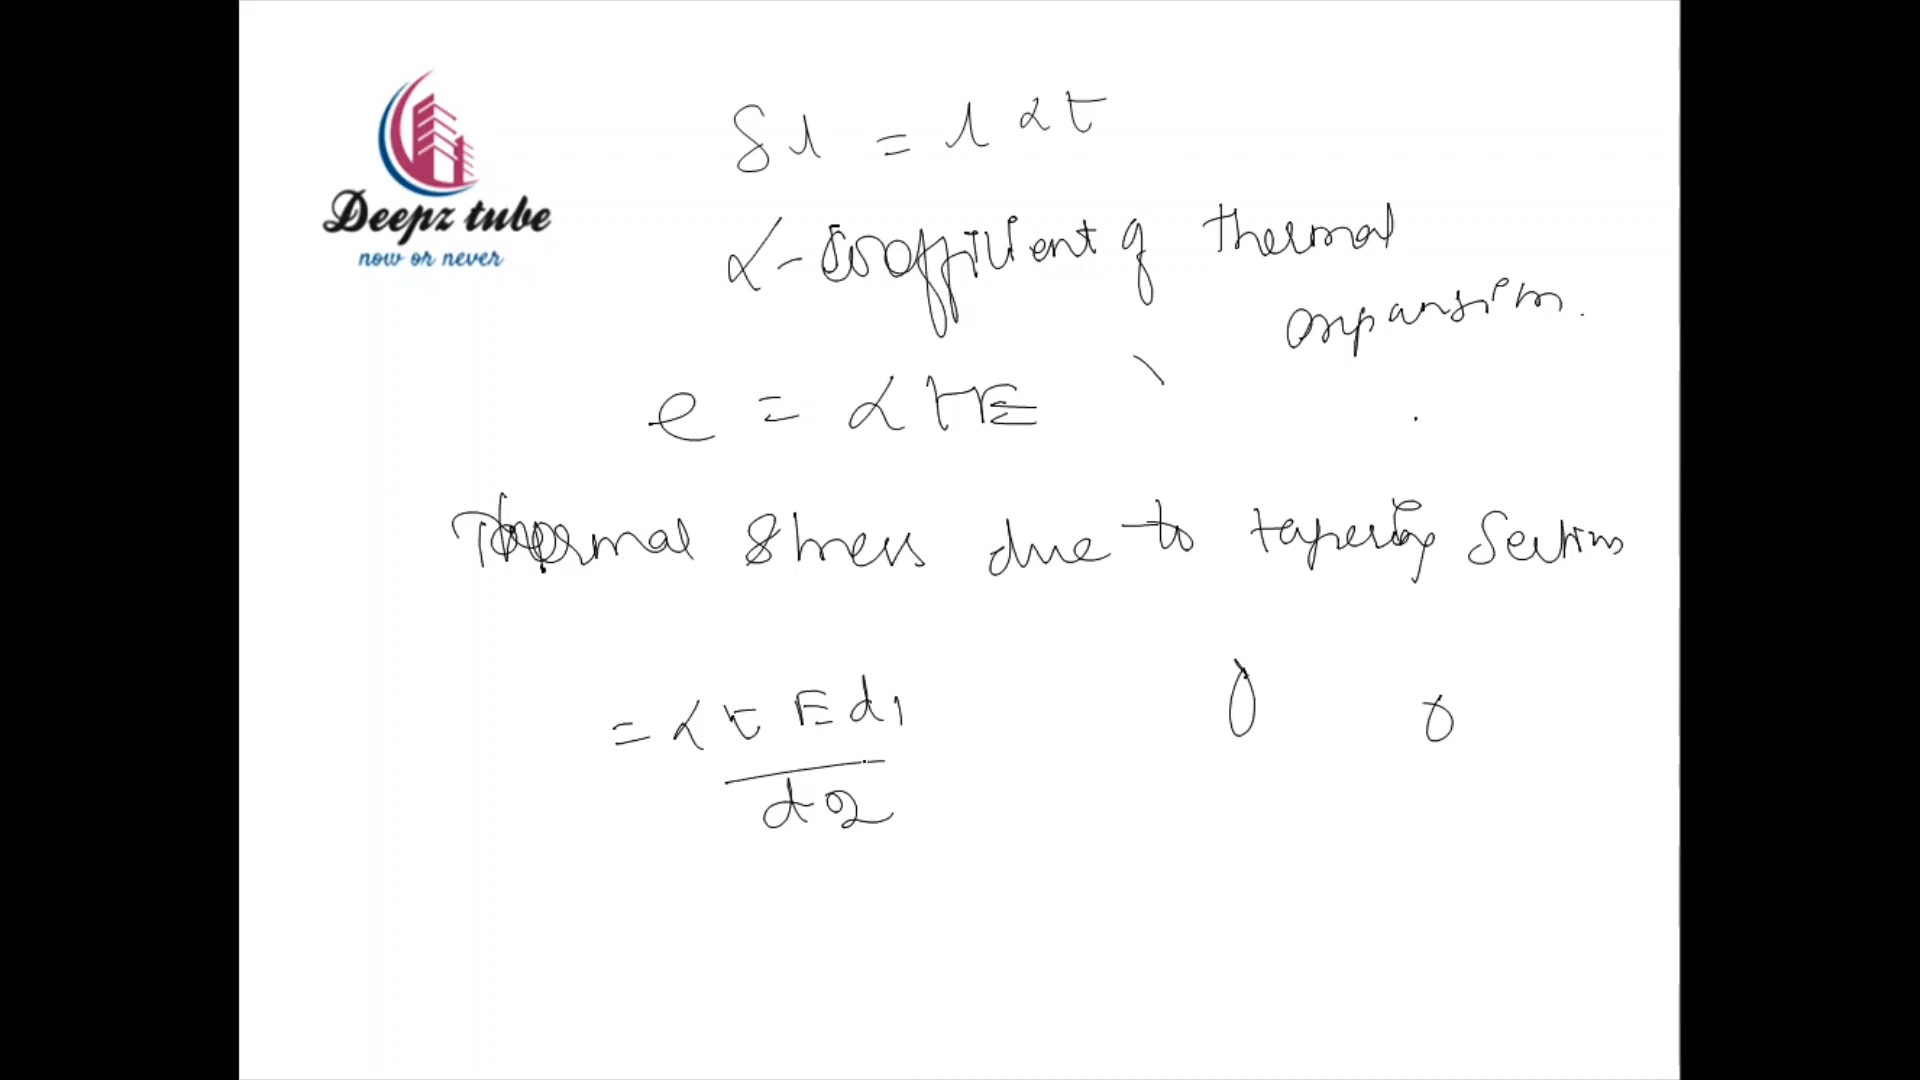 Deepz tube
now or never
δl = l α t
α - coefficient of thermal
expansion.
e = α t E
Thermal stress due to tapering Sections
= α t E d1
d2